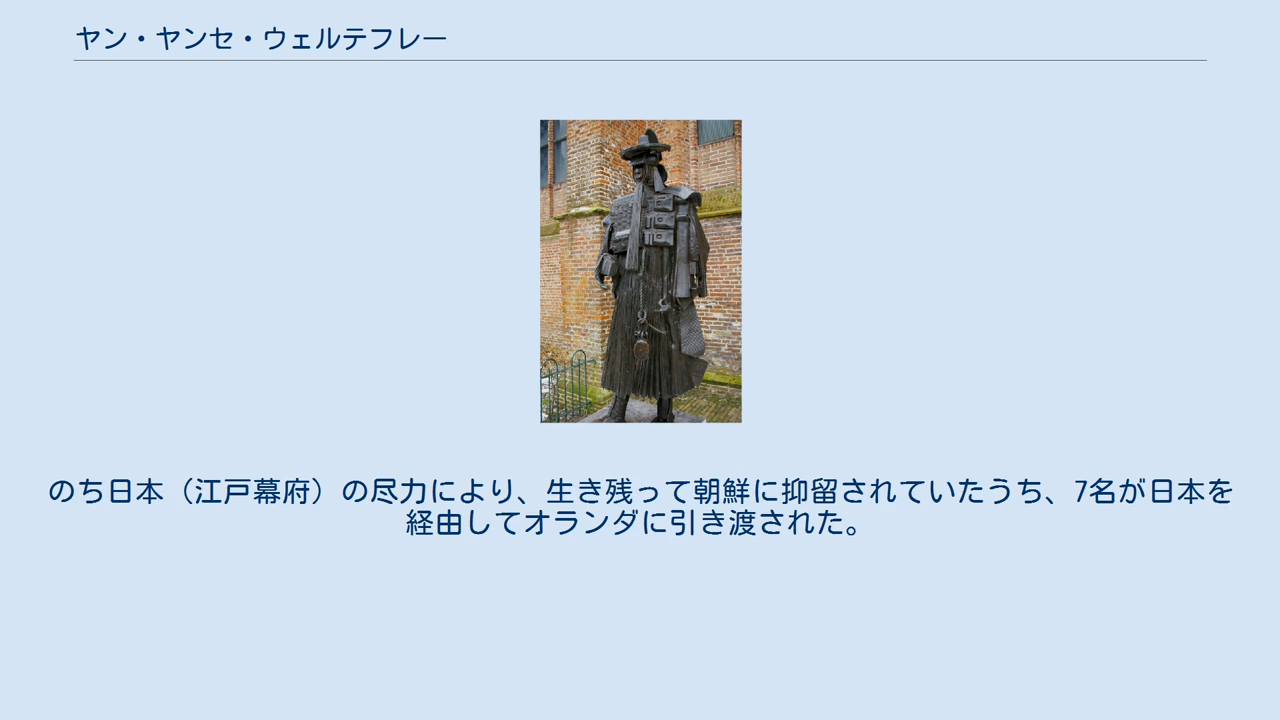 ヤン・ヤンセ・ウェルテフレー
のち日本（江戸幕府）の尽力により、生き残って朝鮮に抑留されていたうち、7名が日本を
経由してオランダに引き渡された。